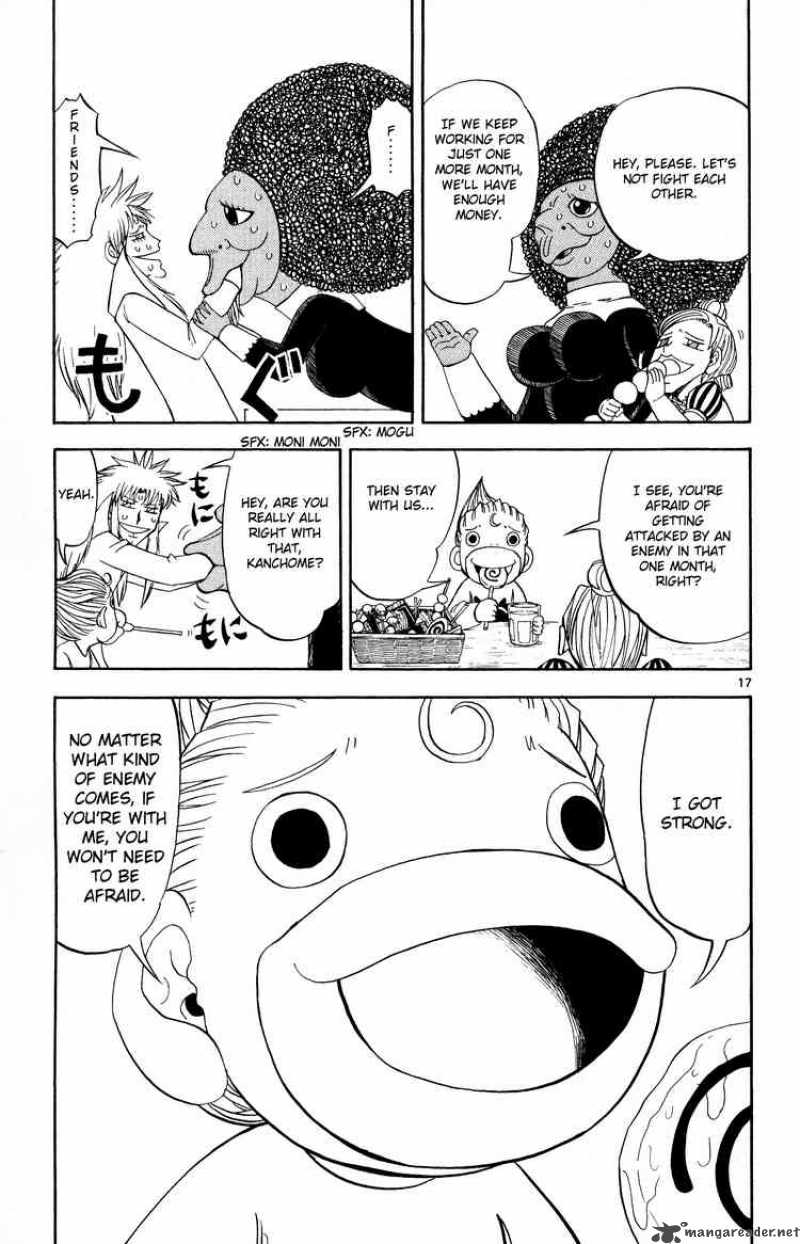 HEY, PLEASE. LET'S
NOT FIGHT EACH
OTHER.
IF WE KEEP
WORKING FOR
JUST ONE
MORE MONTH,
WE'LL HAVE
ENOUGH
MONEY.
F......
FRIENDS......
もぐ
SFX: MOGU
SFX: MONI MONI
I SEE, YOU'RE
AFRAID OF
GETTING
ATTACKED BY AN
ENEMY IN THAT
ONE MONTH,
RIGHT?
THEN STAY
WITH US...
HEY, ARE YOU
REALLY ALL
RIGHT WITH
THAT,
KANCHOME?
もに
もに
YEAH.
17
I GOT
STRONG.
NO MATTER
WHAT KIND
OF ENEMY
COMES, IF
YOU'RE WITH
ME, YOU
WON'T NEED
TO BE
AFRAID.
mangareader.net